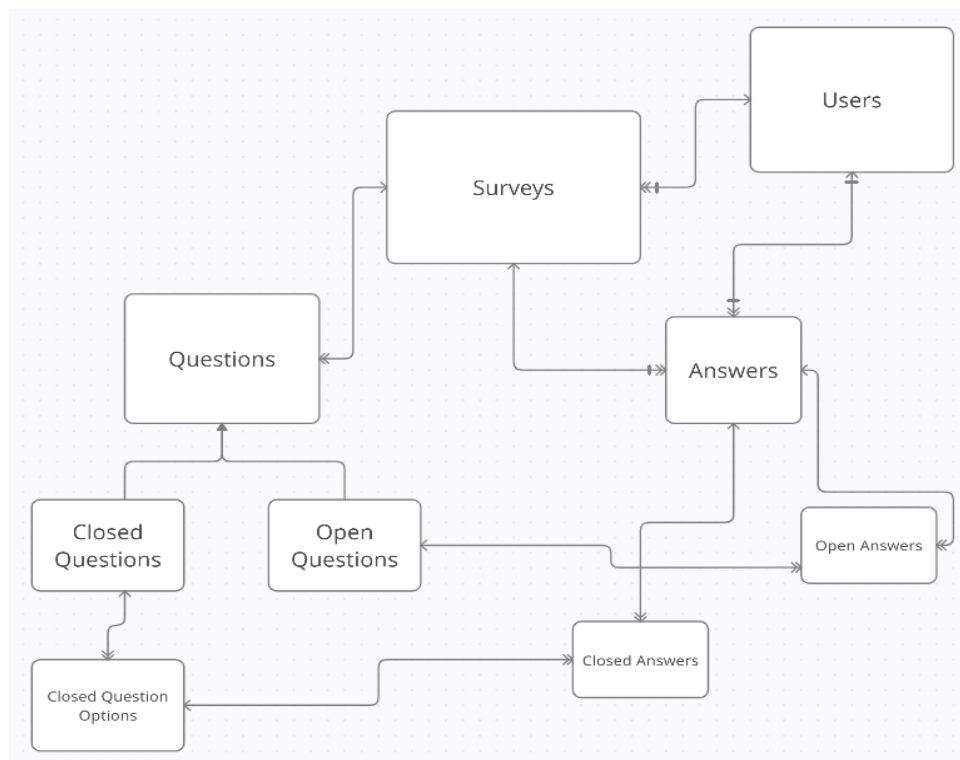 Users
Surveys
Questions
Answers
Closed
Questions
Open
Questions
Open Answers
Closed Answers
Closed Question
Options